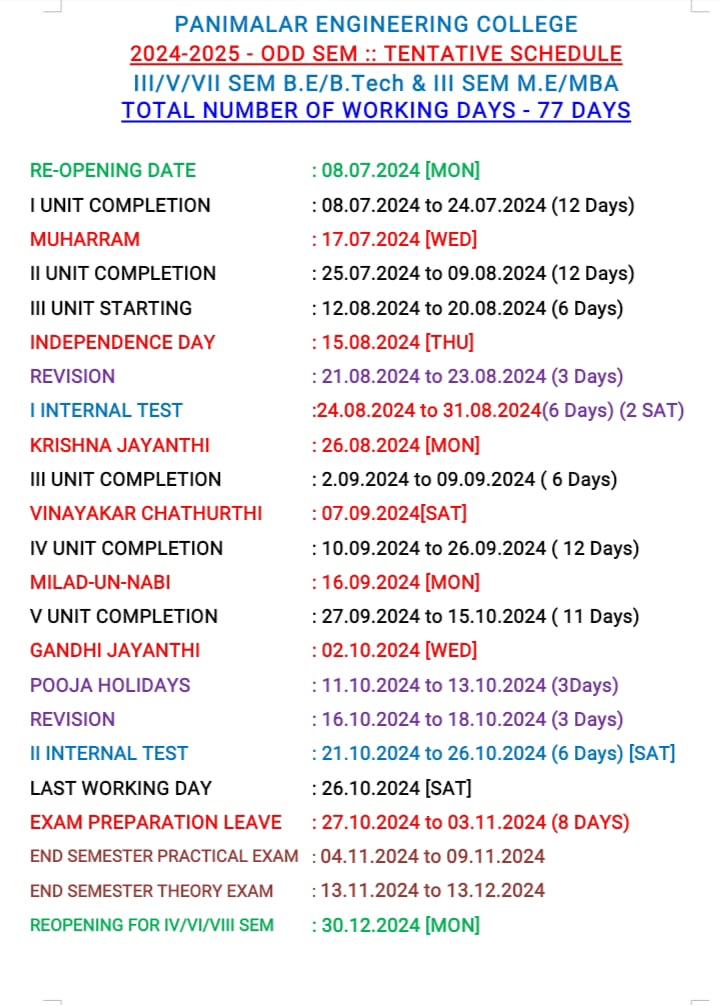 PANIMALAR ENGINEERING COLLEGE
2024-2025 - ODD SEM :: TENTATIVE SCHEDULE
III/V/VII SEM B.E/B.Tech & III SEM M.E/MBA
TOTAL NUMBER OF WORKING DAYS - 77 DAYS
RE-OPENING DATE : 08.07.2024 [MON]
I UNIT COMPLETION : 08.07.2024 to 24.07.2024 (12 Days)
MUHARRAM : 17.07.2024 [WED]
II UNIT COMPLETION : 25.07.2024 to 09.08.2024 (12 Days)
III UNIT STARTING : 12.08.2024 to 20.08.2024 (6 Days)
INDEPENDENCE DAY : 15.08.2024 [THU]
REVISION : 21.08.2024 to 23.08.2024 (3 Days)
I INTERNAL TEST :24.08.2024 to 31.08.2024(6 Days) (2 SAT)
KRISHNA JAYANTHI : 26.08.2024 [MON]
III UNIT COMPLETION : 2.09.2024 to 09.09.2024 ( 6 Days)
VINAYAKAR CHATHURTHI : 07.09.2024[SAT]
IV UNIT COMPLETION : 10.09.2024 to 26.09.2024 ( 12 Days)
MILAD-UN-NABI : 16.09.2024 [MON]
V UNIT COMPLETION : 27.09.2024 to 15.10.2024 ( 11 Days)
GANDHI JAYANTHI : 02.10.2024 [WED]
POOJA HOLIDAYS : 11.10.2024 to 13.10.2024 (3Days)
REVISION : 16.10.2024 to 18.10.2024 (3 Days)
II INTERNAL TEST : 21.10.2024 to 26.10.2024 (6 Days) [SAT]
LAST WORKING DAY : 26.10.2024 [SAT]
EXAM PREPARATION LEAVE : 27.10.2024 to 03.11.2024 (8 DAYS)
END SEMESTER PRACTICAL EXAM : 04.11.2024 to 09.11.2024
END SEMESTER THEORY EXAM : 13.11.2024 to 13.12.2024
REOPENING FOR IV/VI/VIII SEM : 30.12.2024 [MON]